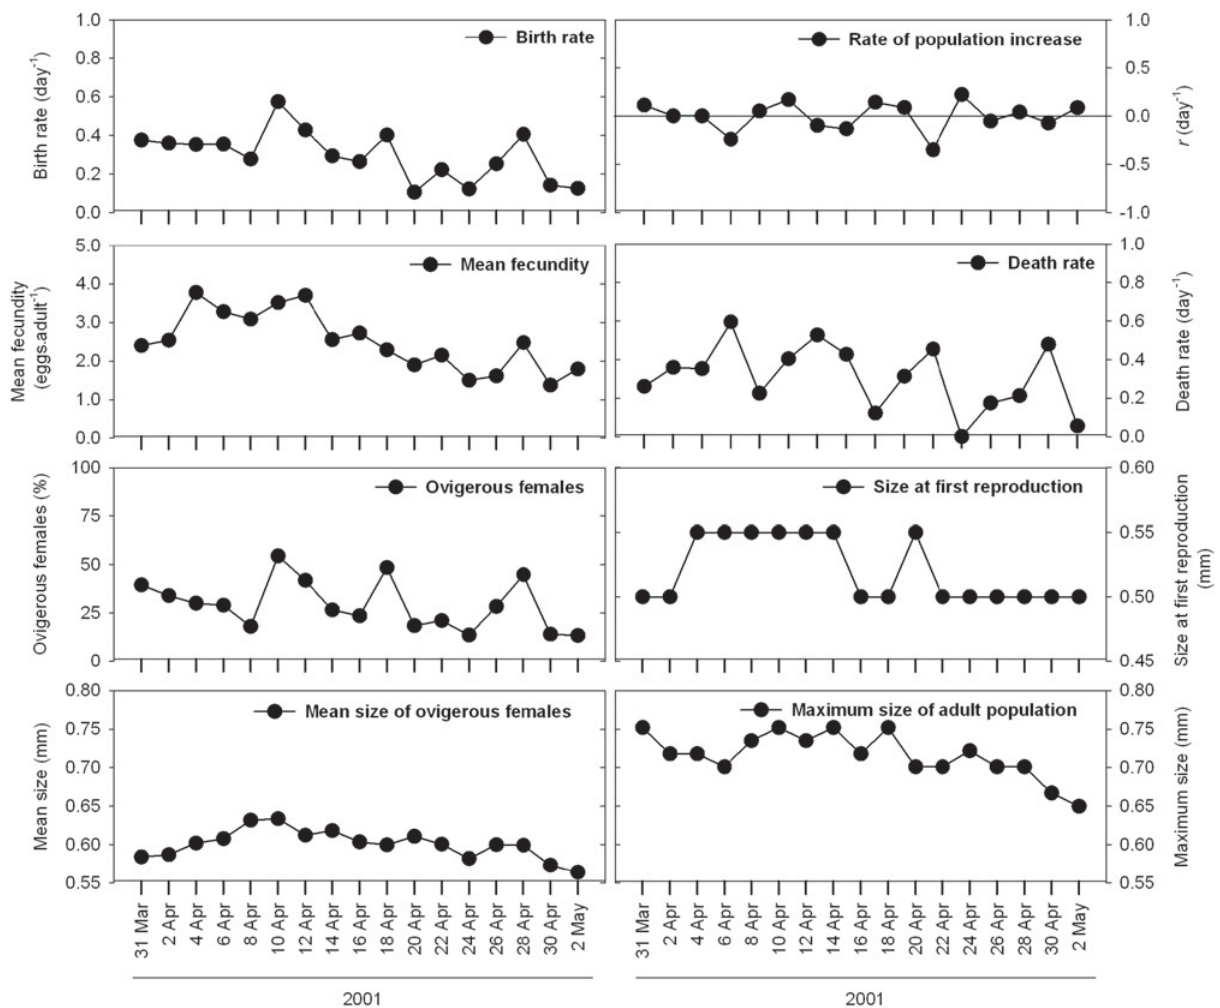 Birth rate (day-1)
1.0
0.8
0.6
0.4
0.2
0.0
Birth rate
Rate of population increase
1.0
0.5
0.0
-0.5
-1.0
r (day-1)
Mean fecundity
(eggs.adult-1)
5.0
4.0
3.0
2.0
1.0
0.0
Mean fecundity
Death rate
1.0
0.8
0.6
0.4
0.2
0.0
Death rate (day-1)
Ovigerous females (%)
100
75
50
25
0
Ovigerous females
Size at first reproduction
0.60
0.55
0.50
0.45
Size at first reproduction
(mm)
Mean size (mm)
0.80
0.75
0.70
0.65
0.60
0.55
Mean size of ovigerous females
Maximum size of adult population
0.80
0.75
0.70
0.65
0.60
0.55
Maximum size (mm)
31 Mar
2 Apr
4 Apr
6 Apr
8 Apr
10 Apr
12 Apr
14 Apr
16 Apr
18 Apr
20 Apr
22 Apr
24 Apr
26 Apr
28 Apr
30 Apr
2 May
2001
31 Mar
2 Apr
4 Apr
6 Apr
8 Apr
10 Apr
12 Apr
14 Apr
16 Apr
18 Apr
20 Apr
22 Apr
24 Apr
26 Apr
28 Apr
30 Apr
2 May
2001